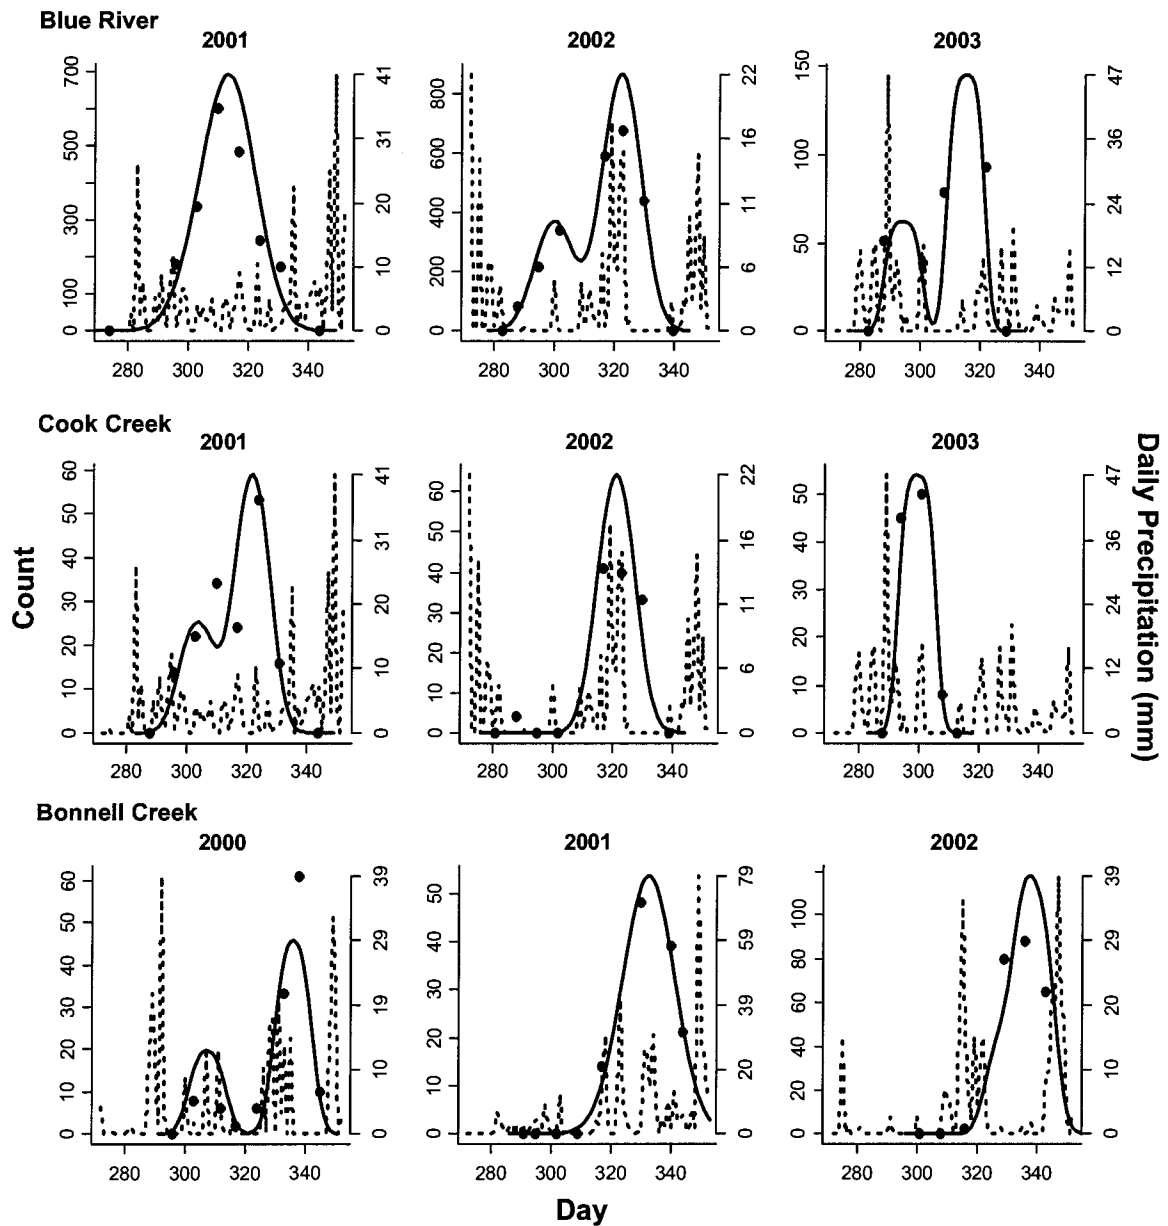 Blue River
2001
2002
2003
0 100 300 500 700
0 10 20 31 41
280 300 320 340
0 200 400 600 800
0 6 11 16 22
280 300 320 340
0 50 100 150
0 12 24 36 47
280 300 320 340
Cook Creek
2001
2002
2003
0 10 20 30 40 50 60
0 10 20 31 41
280 300 320 340
0 10 20 30 40 50 60
0 6 11 16 22
280 300 320 340
0 10 20 30 40 50
0 12 24 36 47
280 300 320 340
Count
Daily Precipitation (mm)
Bonnell Creek
2000
2001
2002
0 10 20 30 40 50 60
0 10 19 29 39
280 300 320 340
0 10 20 30 40 50
0 20 39 59 79
280 300 320 340
0 20 40 60 80 100
0 10 20 29 39
280 300 320 340
Day